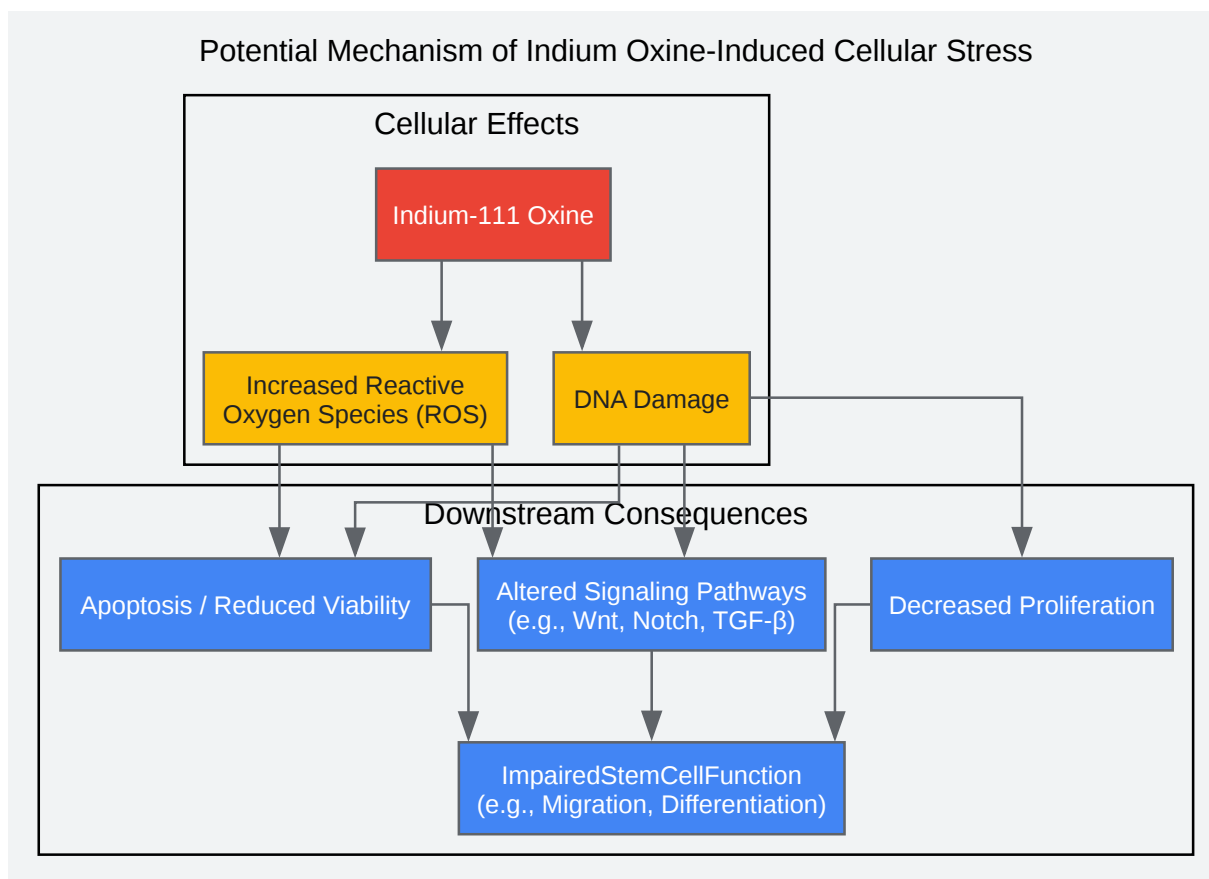 Potential Mechanism of Indium Oxine-Induced Cellular Stress
Cellular Effects
Indium-111 Oxine
Increased Reactive
Oxygen Species (ROS)
DNA Damage
Downstream Consequences
Apoptosis / Reduced Viability
Altered Signaling Pathways
(e.g., Wnt, Notch, TGF-β)
Decreased Proliferation
ImpairedStemCellFunction
(e.g., Migration, Differentiation)